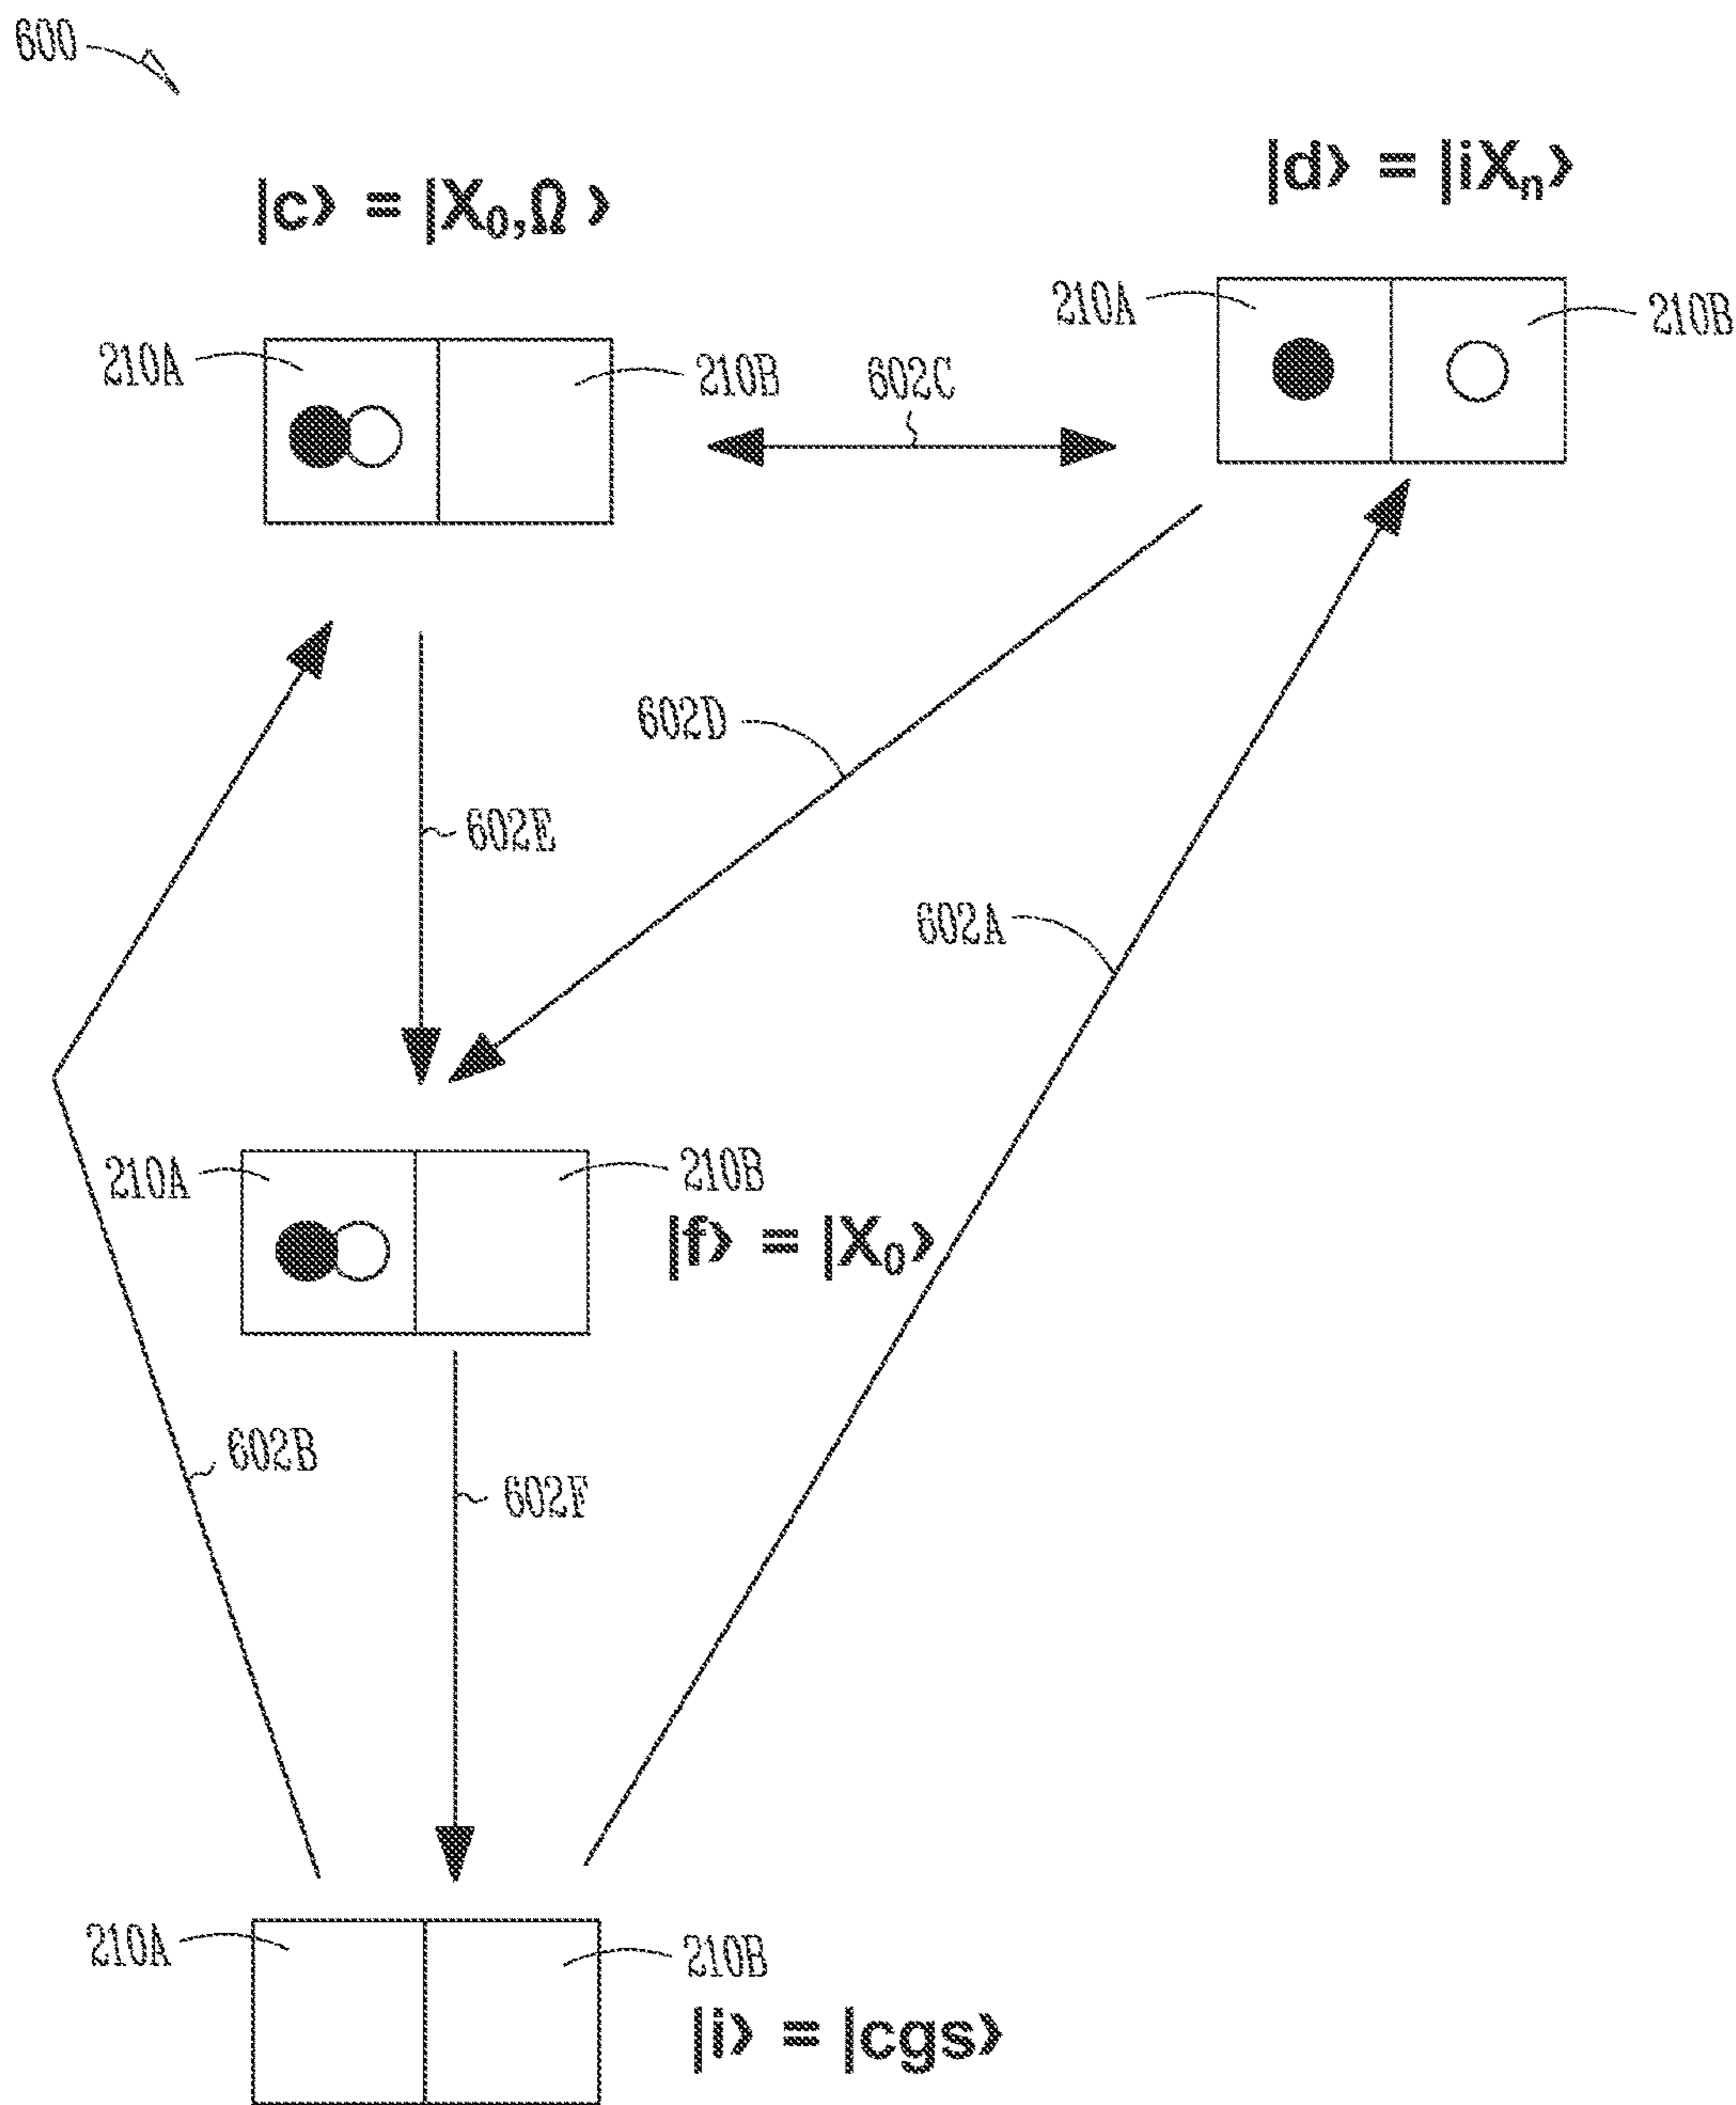 600
|d⟩ = |iXₙ⟩
|c⟩ = |X₀,Ω ⟩
210A
210B
210A
210B
602C
602D
602E
602A
210A
210B
|f⟩ = |X₀⟩
602B
602F
210A
210B
|i⟩ = |cgs⟩